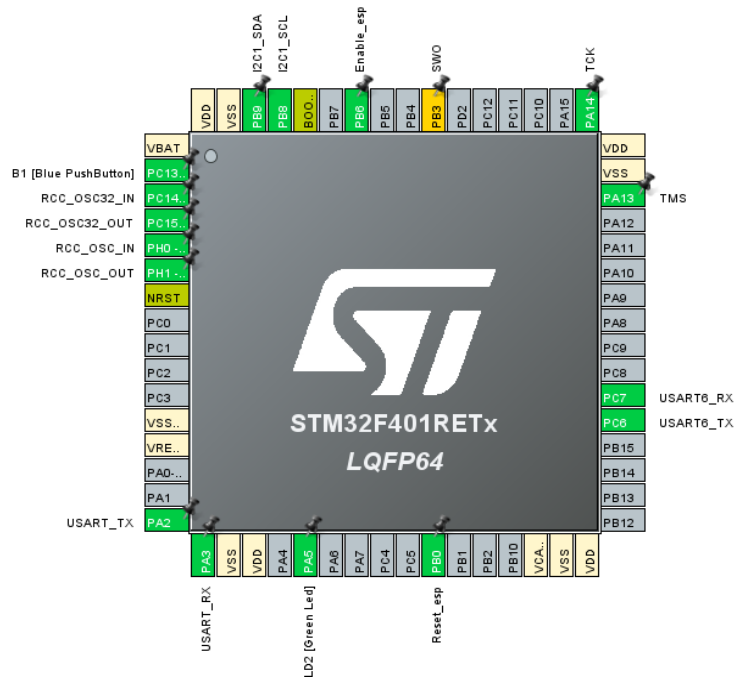 I2C1_SDA
I2C1_SCL
Enable_esp
SWO
TCK
VDD
VSS
PB9
PB8
BOO..
PB7
PB6
PB5
PB4
PB3
PD2
PC12
PC11
PC10
PA15
PA14
VBAT
B1 [Blue PushButton] PC13..
RCC_OSC32_IN PC14..
RCC_OSC32_OUT PC15..
RCC_OSC_IN PH0 -..
RCC_OSC_OUT PH1 -..
NRST
PC0
PC1
PC2
PC3
VSS..
VRE..
PA0-..
PA1
USART_TX PA2
STM32F401RETx
LQFP64
VDD
VSS
PA13 TMS
PA12
PA11
PA10
PA9
PA8
PC9
PC8
PC7 USART6_RX
PC6 USART6_TX
PB15
PB14
PB13
PB12
PA3
VSS
VDD
PA4
PA5
PA6
PA7
PC4
PC5
PB0
PB1
PB2
PB10
VCA..
VSS
VDD
USART_RX
LD2 [Green Led]
Reset_esp